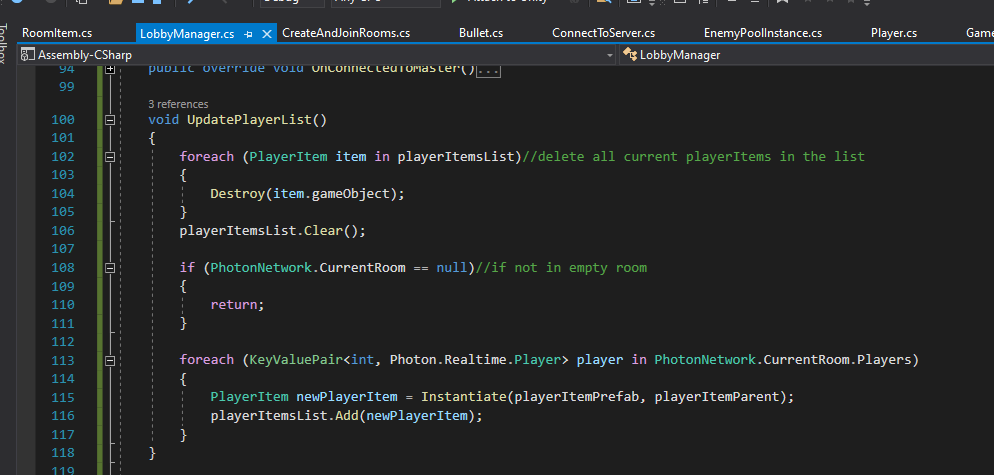 Debug
Attach to Unity
Toolbox
RoomItem.cs LobbyManager.cs CreateAndJoinRooms.cs Bullet.cs ConnectToServer.cs EnemyPoolInstance.cs Player.cs Game
Assembly-CSharp LobbyManager
94 public override void OnConnectedToMaster()...
99
3 references
100 void UpdatePlayerList()
101 {
102 foreach (PlayerItem item in playerItemsList)//delete all current playerItems in the list
103 {
104 Destroy(item.gameObject);
105 }
106 playerItemsList.Clear();
107
108 if (PhotonNetwork.CurrentRoom == null)//if not in empty room
109 {
110 return;
111 }
112
113 foreach (KeyValuePair<int, Photon.Realtime.Player> player in PhotonNetwork.CurrentRoom.Players)
114 {
115 PlayerItem newPlayerItem = Instantiate(playerItemPrefab, playerItemParent);
116 playerItemsList.Add(newPlayerItem);
117 }
118 }
119